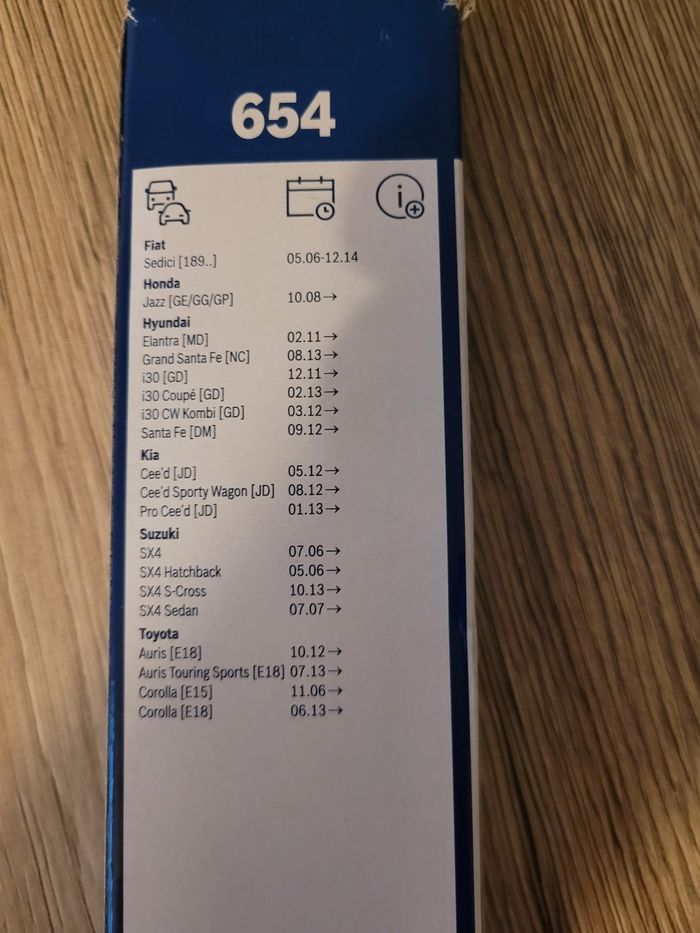 654
Fiat
Sedici [189..] 05.06-12.14
Honda
Jazz [GE/GG/GP] 10.08→
Hyundai
Elantra [MD] 02.11→
Grand Santa Fe [NC] 08.13→
i30 [GD] 12.11→
i30 Coupé [GD] 02.13→
i30 CW Kombi [GD] 03.12→
Santa Fe [DM] 09.12→
Kia
Cee'd [JD] 05.12→
Cee'd Sporty Wagon [JD] 08.12→
Pro Cee'd [JD] 01.13→
Suzuki
SX4 07.06→
SX4 Hatchback 05.06→
SX4 S-Cross 10.13→
SX4 Sedan 07.07→
Toyota
Auris [E18] 10.12→
Auris Touring Sports [E18] 07.13→
Corolla [E15] 11.06→
Corolla [E18] 06.13→